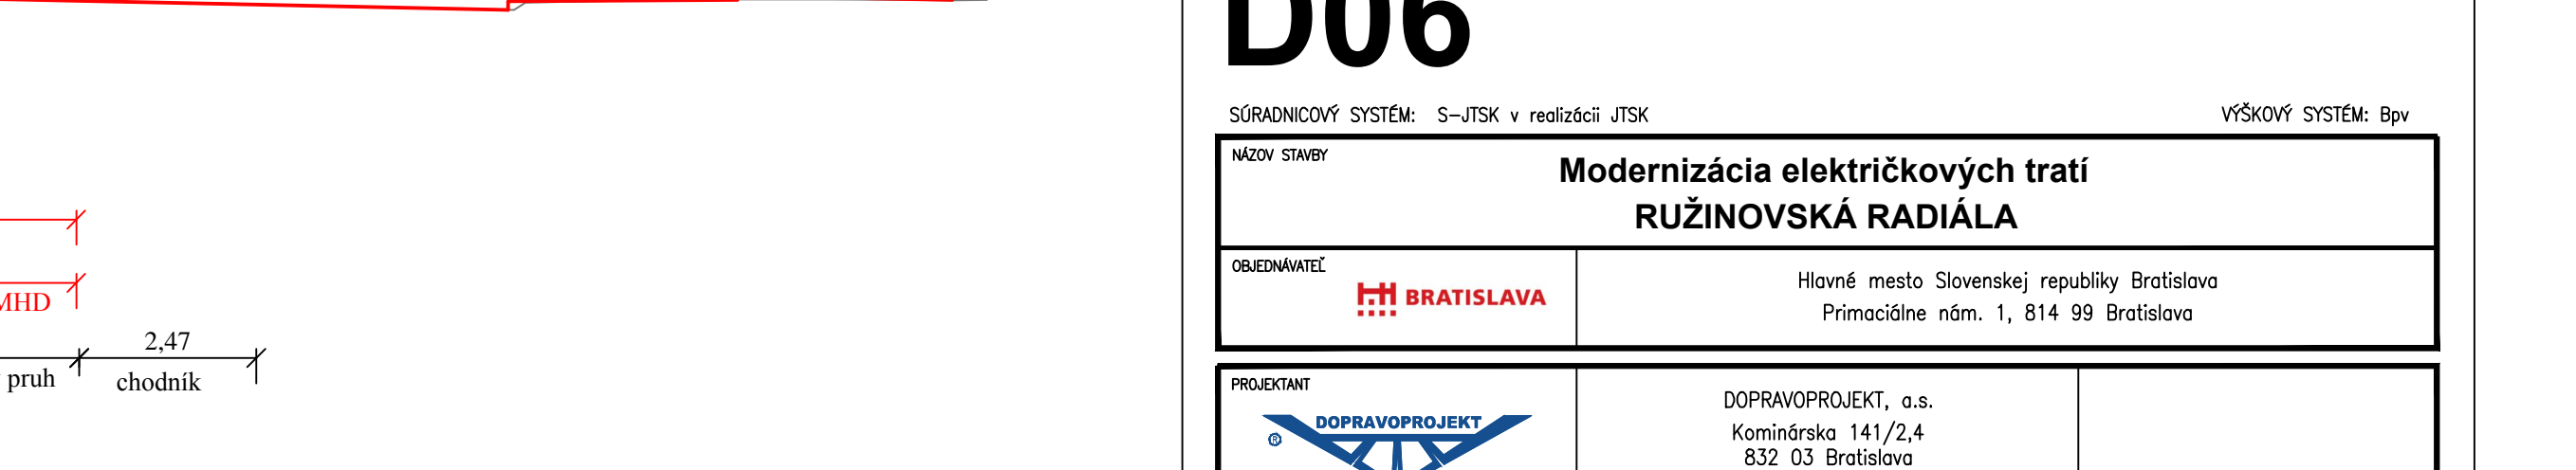 D06
SÚRADNICOVÝ SYSTÉM: S-JTSK v realizácii JTSK
VÝŠKOVÝ SYSTÉM: Bpv
NÁZOV STAVBY
Modernizácia električkových tratí
RUŽINOVSKÁ RADIÁLA
OBJEDNÁVATEĽ
BRATISLAVA
Hlavné mesto Slovenskej republiky Bratislava
Primaciálne nám. 1, 814 99 Bratislava
MHD
2,47
pruh
chodník
PROJEKTANT
DOPRAVOPROJEKT
®
DOPRAVOPROJEKT, a.s.
Kominárska 141/2,4
832 03 Bratislava